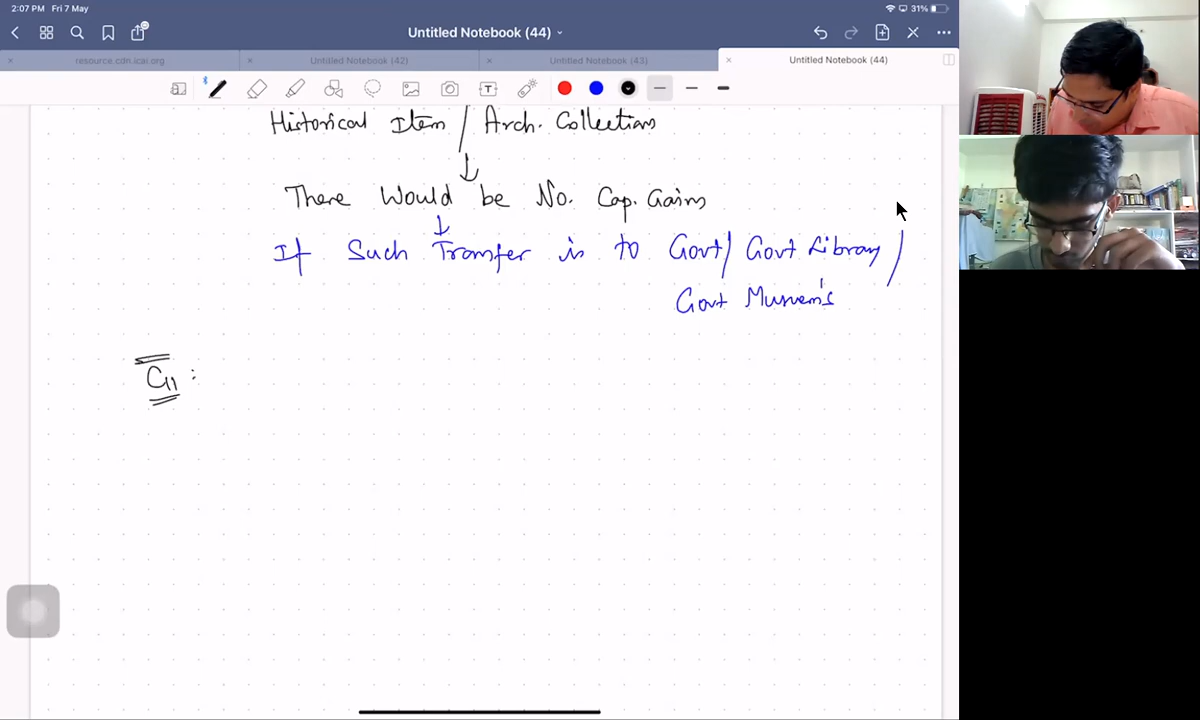 2:07 PM Fri 7 May
31%
Untitled Notebook (44)
resource.cdn.icai.org
Untitled Notebook (42)
Untitled Notebook (43)
Untitled Notebook (44)
Historical Item / Arch. Collections
There Would be No. Cap. Gains
If Such Transfer is to Govt / Govt Library /
Govt Museum's
C11 :